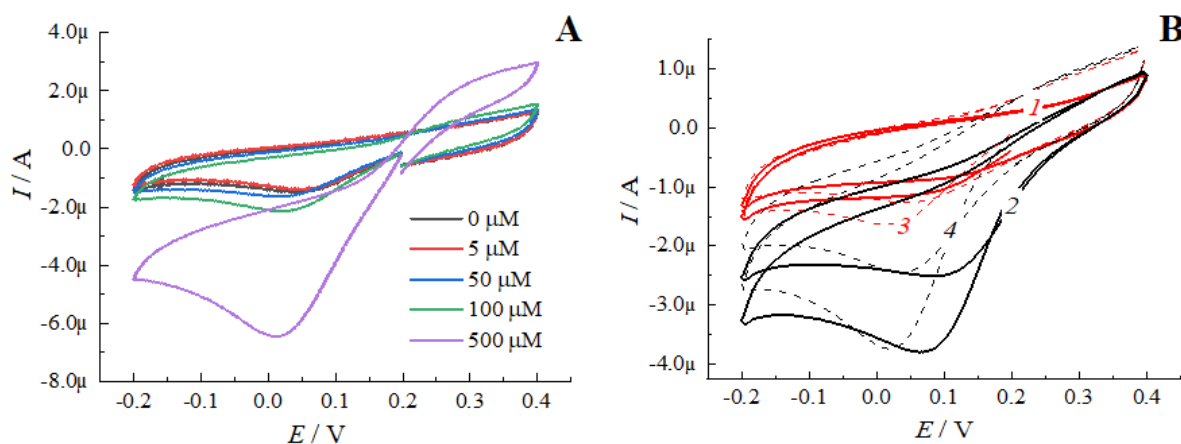 A
4.0µ
2.0µ
0.0
-2.0µ
-4.0µ
-6.0µ
-8.0µ
I / A
0 µM
5 µM
50 µM
100 µM
500 µM
-0.2 -0.1 0.0 0.1 0.2 0.3 0.4
E / V
B
1.0µ
0.0
-1.0µ
-2.0µ
-3.0µ
-4.0µ
I / A
1
2
3
4
-0.2 -0.1 0.0 0.1 0.2 0.3 0.4
E / V